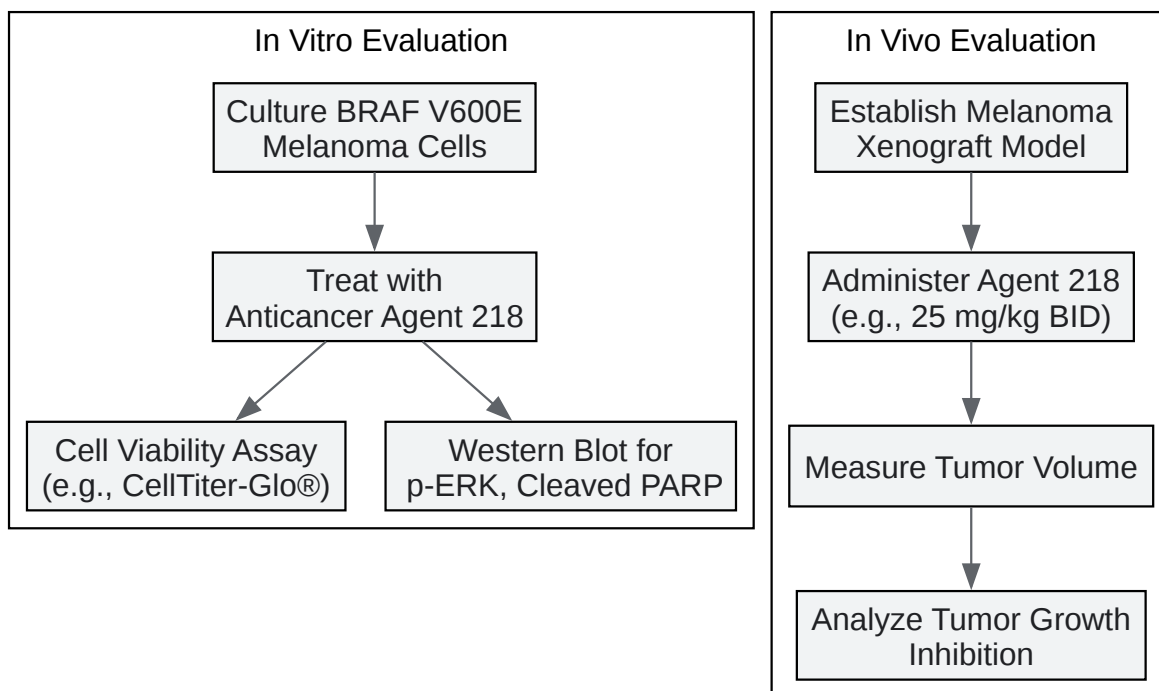 In Vitro Evaluation
Culture BRAF V600E
Melanoma Cells
Treat with
Anticancer Agent 218
Cell Viability Assay
(e.g., CellTiter-Glo®)
Western Blot for
p-ERK, Cleaved PARP
In Vivo Evaluation
Establish Melanoma
Xenograft Model
Administer Agent 218
(e.g., 25 mg/kg BID)
Measure Tumor Volume
Analyze Tumor Growth
Inhibition